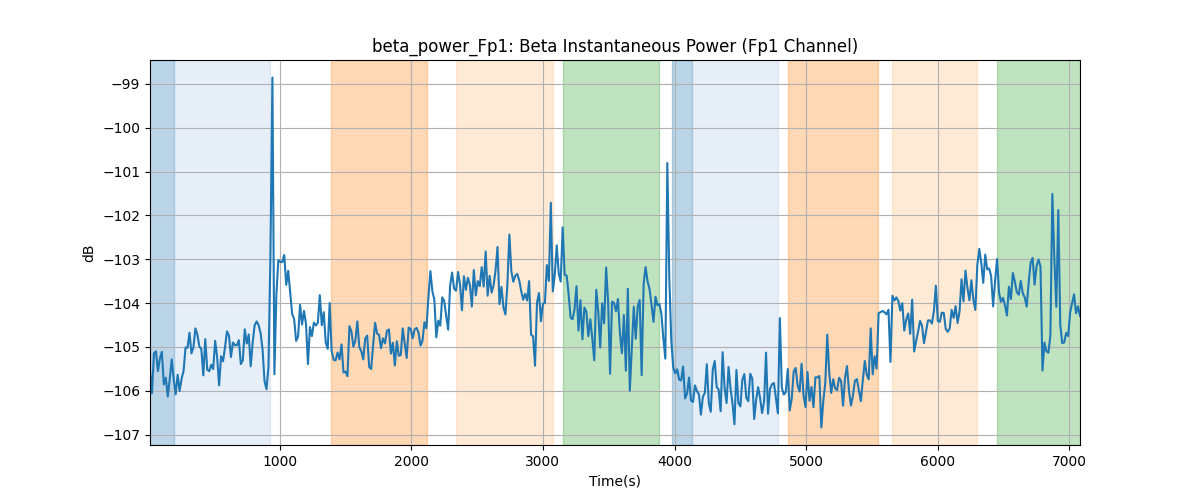 beta_power_Fp1: Beta Instantaneous Power (Fp1 Channel)
−99
−100
−101
−102
−103
−104
−105
−106
−107
dB
1000 2000 3000 4000 5000 6000 7000
Time(s)